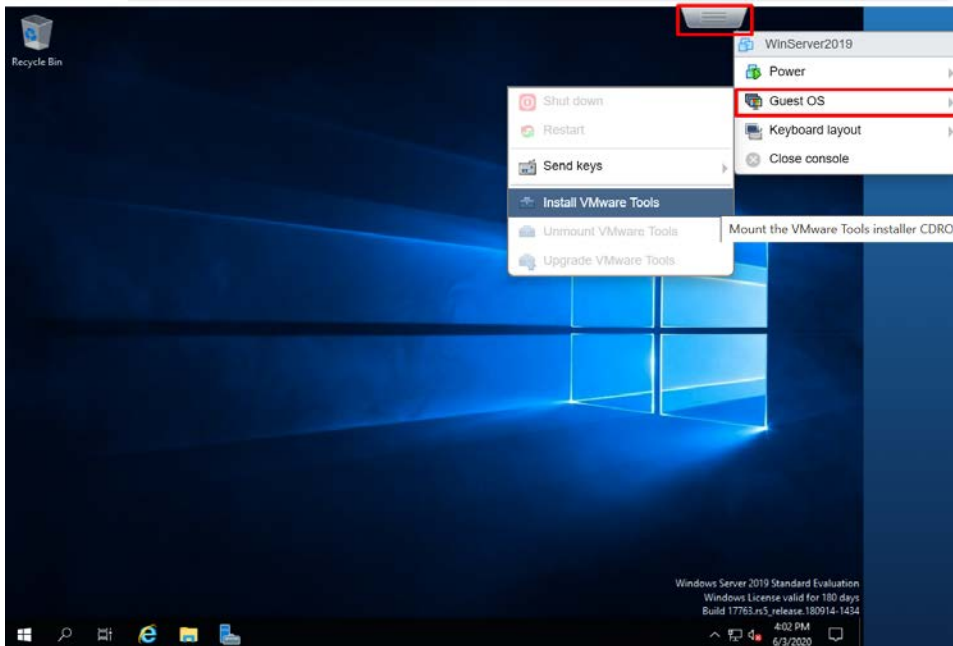 Recycle Bin
WinServer2019
Power
Guest OS
Keyboard layout
Close console
Shut down
Restart
Send keys
Install VMware Tools
Unmount VMware Tools
Upgrade VMware Tools
Mount the VMware Tools installer CDRO
Windows Server 2019 Standard Evaluation
Windows License valid for 180 days
Build 17763.rs5_release.180914-1434
4:02 PM
6/3/2020